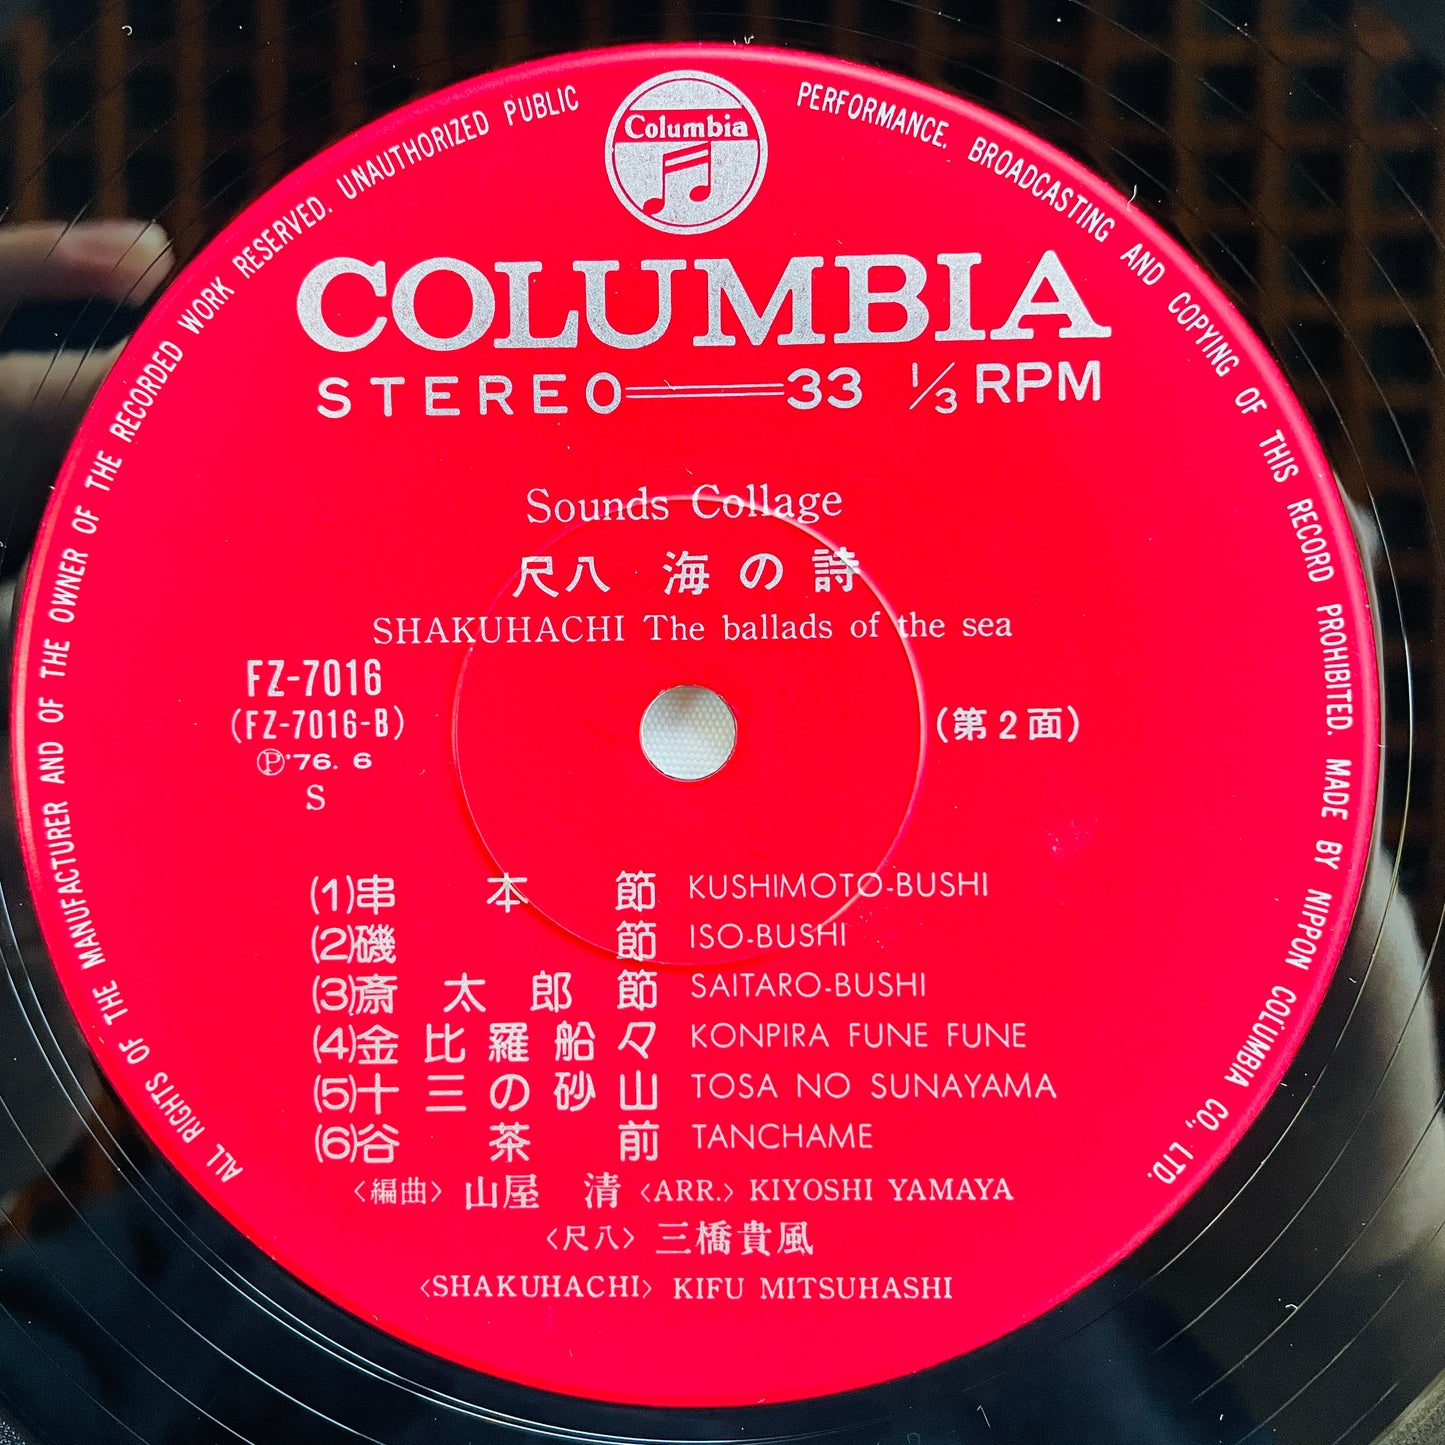 ALL RIGHTS OF THE MANUFACTURER AND OF THE OWNER OF THE RECORDED WORK RESERVED. UNAUTHORIZED PUBLIC PERFORMANCE. BROADCASTING AND COPYING OF THIS RECORD PROHIBITED. MADE BY NIPPON COLUMBIA CO., LTD.
Columbia
COLUMBIA
STEREO 33 1/3 RPM
Sounds Collage
尺八 海の詩
SHAKUHACHI The ballads of the sea
FZ-7016
(FZ-7016-B)
Ⓟ'76. 6
S
(第2面)
(1)串本節 KUSHIMOTO-BUSHI
(2)磯節 ISO-BUSHI
(3)斎太郎節 SAITARO-BUSHI
(4)金比羅船々 KONPIRA FUNE FUNE
(5)十三の砂山 TOSA NO SUNAYAMA
(6)谷茶前 TANCHAME
〈編曲〉 山屋 清 〈ARR.〉 KIYOSHI YAMAYA
〈尺八〉 三橋貴風
〈SHAKUHACHI〉 KIFU MITSUHASHI